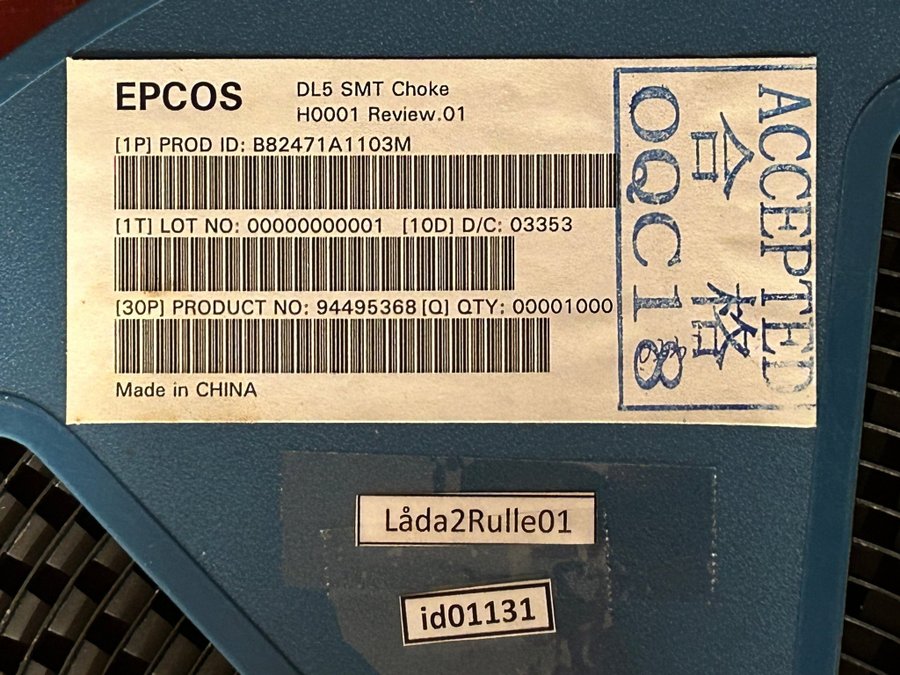 EPCOS
DL5 SMT Choke
H0001 Review.01
[1P] PROD ID: B82471A1103M
[1T] LOT NO: 00000000001 [10D] D/C: 03353
[30P] PRODUCT NO: 94495368 [Q] QTY: 00001000
Made in CHINA
ACCEPTED
合格
OQC18
Låda2Rulle01
id01131